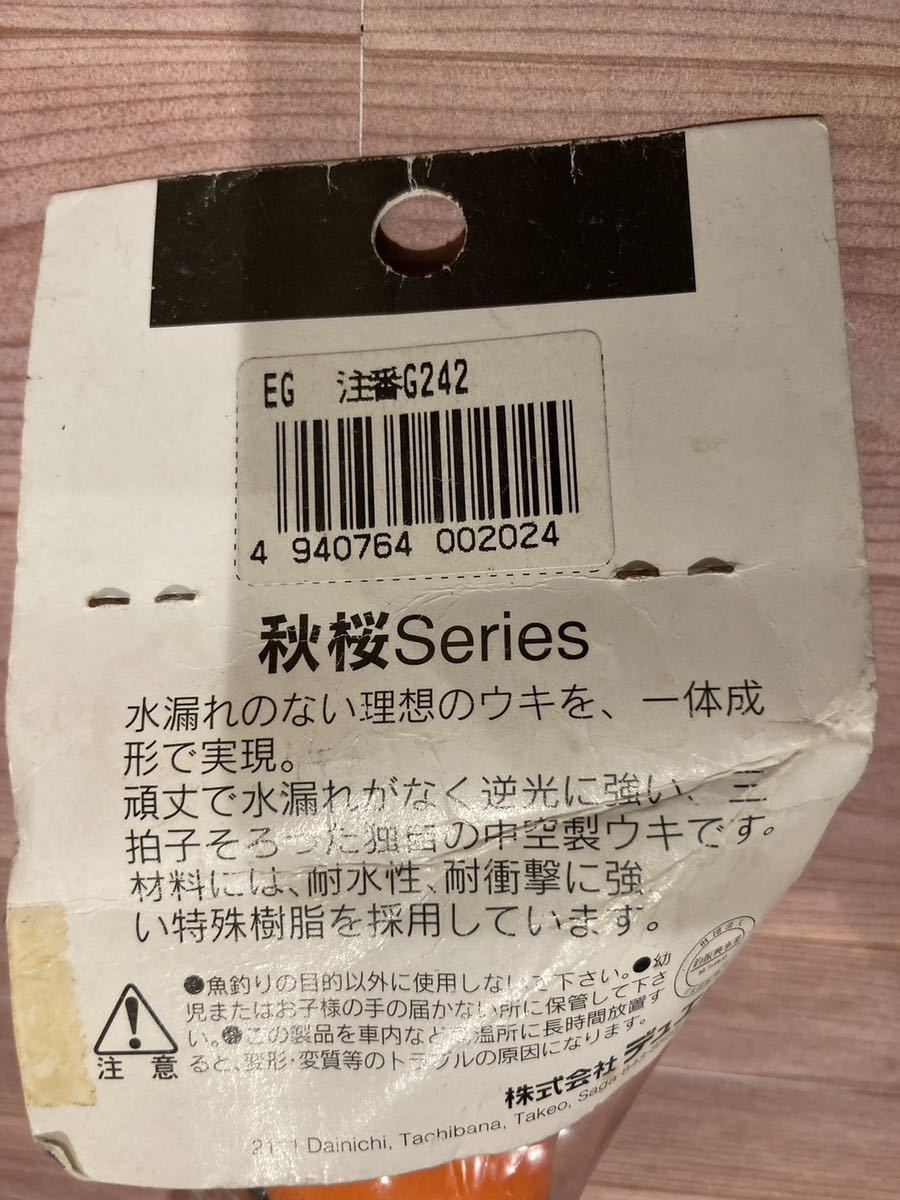 EG 注番G242
4 940764 002024
秋桜Series
水漏れのない理想のウキを、一体成
形で実現。
頑丈で水漏れがなく逆光に強い、三
拍子そろった独自の中空製ウキです。
材料には、耐水性、耐衝撃に強
い特殊樹脂を採用しています。
注意
●魚釣りの目的以外に使用しないで下さい。●幼
児またはお子様の手の届かない所に保管して下さ
い。●この製品を車内など高温所に長時間放置す
ると、変形・変質等のトラブルの原因になります。
株式会社 デュエ
Dainichi, Tachibana, Takeo, Saga